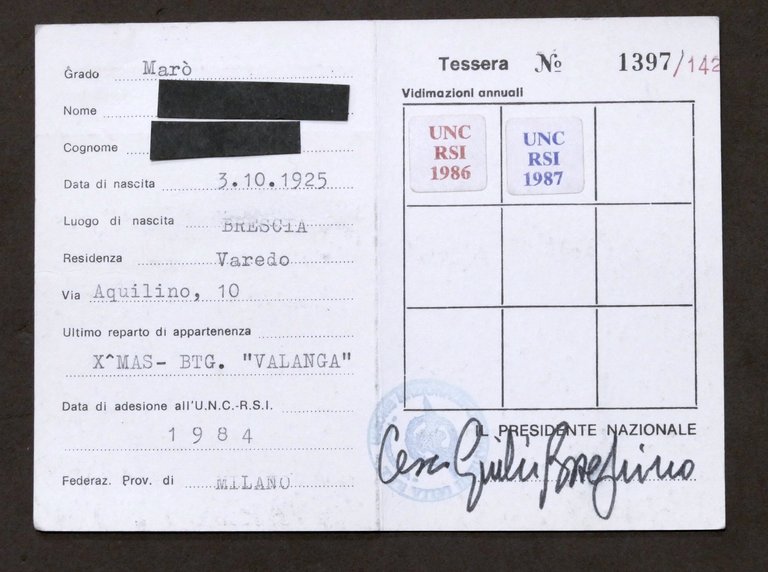 Grado Marò
Nome
Cognome
Data di nascita 3.10.1925
Luogo di nascita BRESCIA
Residenza Varedo
Via Aquilino, 10
Ultimo reparto di appartenenza
X^MAS- BTG. "VALANGA"
Data di adesione all'U.N.C.-R.S.I.
1984
Federaz. Prov. di MILANO
Tessera No 1397/142
Vidimazioni annuali
UNC
RSI
1986
UNC
RSI
1987
IL PRESIDENTE NAZIONALE